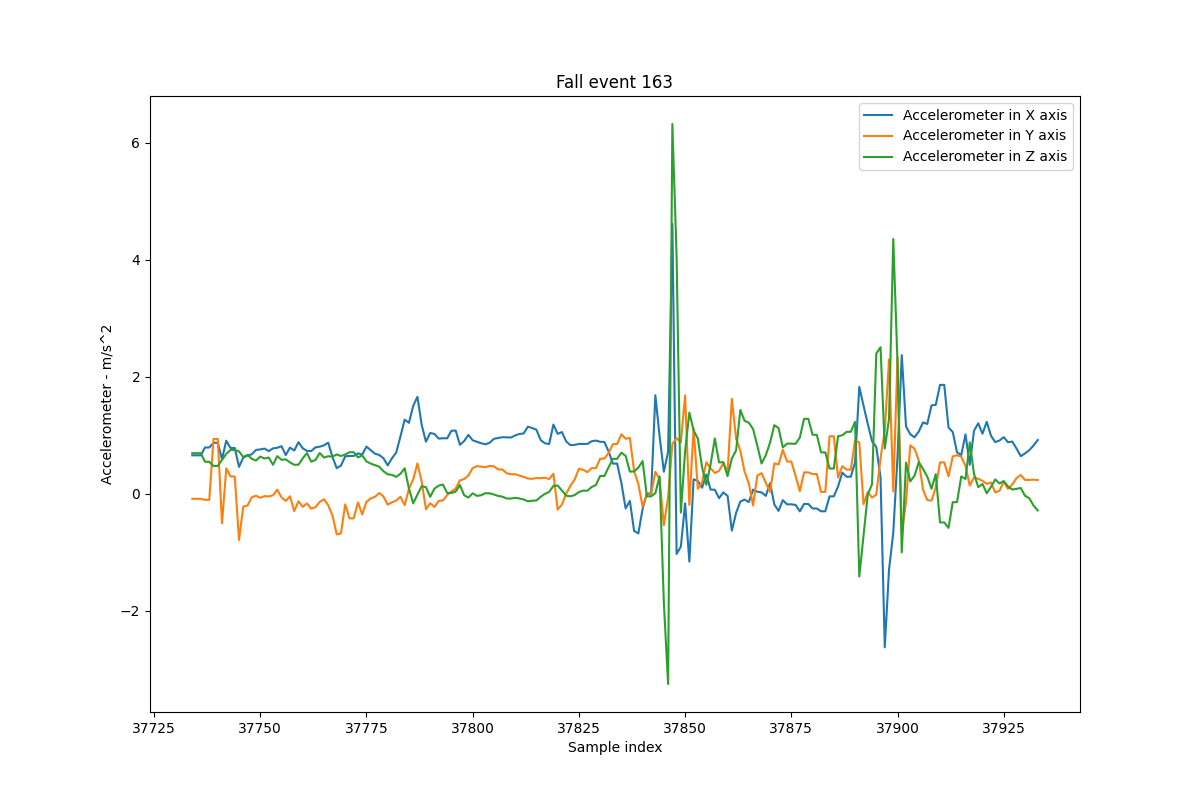 Fall event 163
Accelerometer in X axis
Accelerometer in Y axis
Accelerometer in Z axis
6
4
2
0
−2
Accelerometer - m/s^2
37725 37750 37775 37800 37825 37850 37875 37900 37925
Sample index